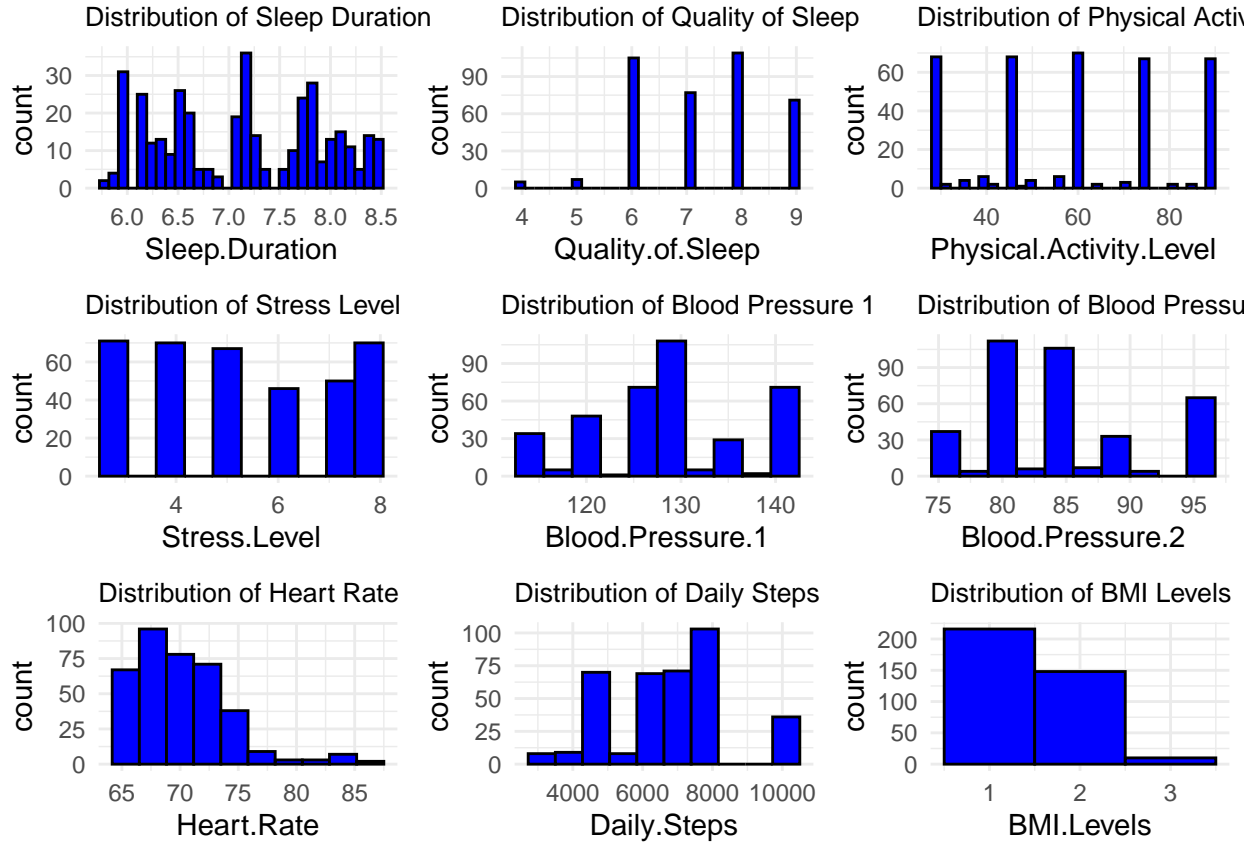 Distribution of Sleep Duration
count
30
20
10
0
6.0 6.5 7.0 7.5 8.0 8.5
Sleep.Duration
Distribution of Quality of Sleep
count
90
60
30
0
4 5 6 7 8 9
Quality.of.Sleep
Distribution of Physical Activ
count
60
40
20
0
40 60 80
Physical.Activity.Level
Distribution of Stress Level
count
60
40
20
0
4 6 8
Stress.Level
Distribution of Blood Pressure 1
count
90
60
30
0
120 130 140
Blood.Pressure.1
Distribution of Blood Pressu
count
90
60
30
0
75 80 85 90 95
Blood.Pressure.2
Distribution of Heart Rate
count
100
75
50
25
0
65 70 75 80 85
Heart.Rate
Distribution of Daily Steps
count
100
75
50
25
0
4000 6000 8000 10000
Daily.Steps
Distribution of BMI Levels
count
200
150
100
50
0
1 2 3
BMI.Levels